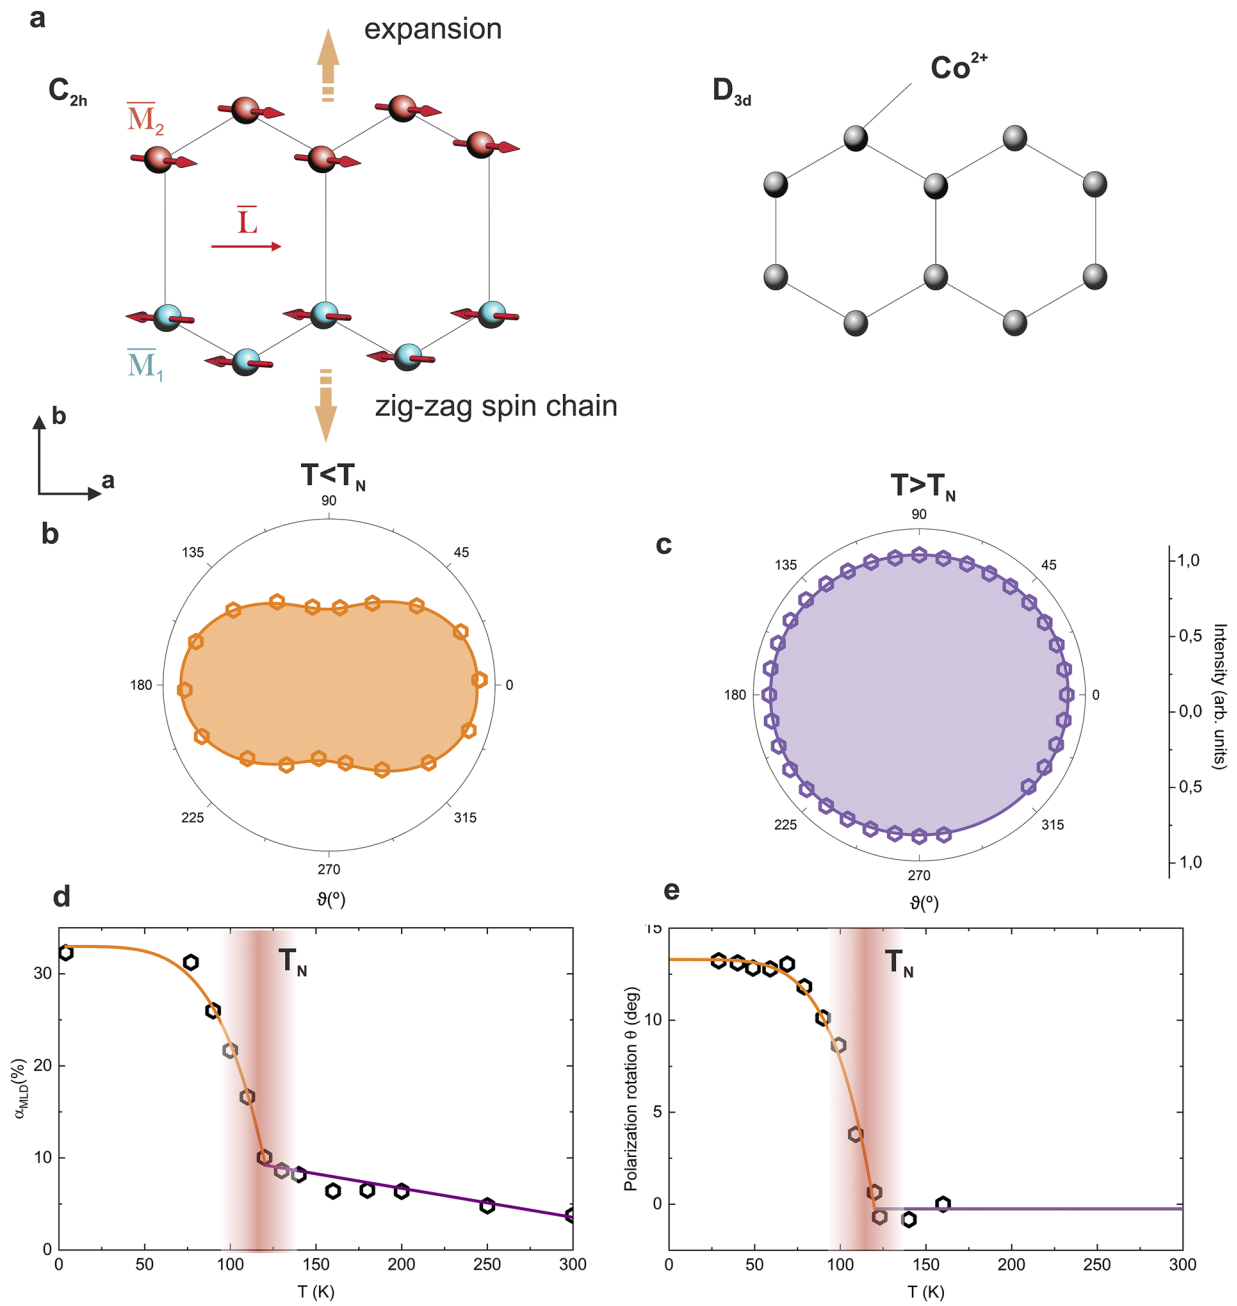 a
expansion
C2h
M̅2
L̅
M̅1
zig-zag spin chain
b
a
T<TN
D3d
Co2+
T>TN
b
90
135
45
180
0
225
315
270
ϑ(º)
c
90
135
45
180
0
225
315
270
ϑ(º)
1,0
0,5
0,0
0,5
1,0
Intensity (arb. units)
d
TN
30
20
10
0
αMLD(%)
0
50
100
150
200
250
300
T (K)
e
TN
15
10
5
0
Polarization rotation θ (deg)
0
50
100
150
200
250
300
T (K)